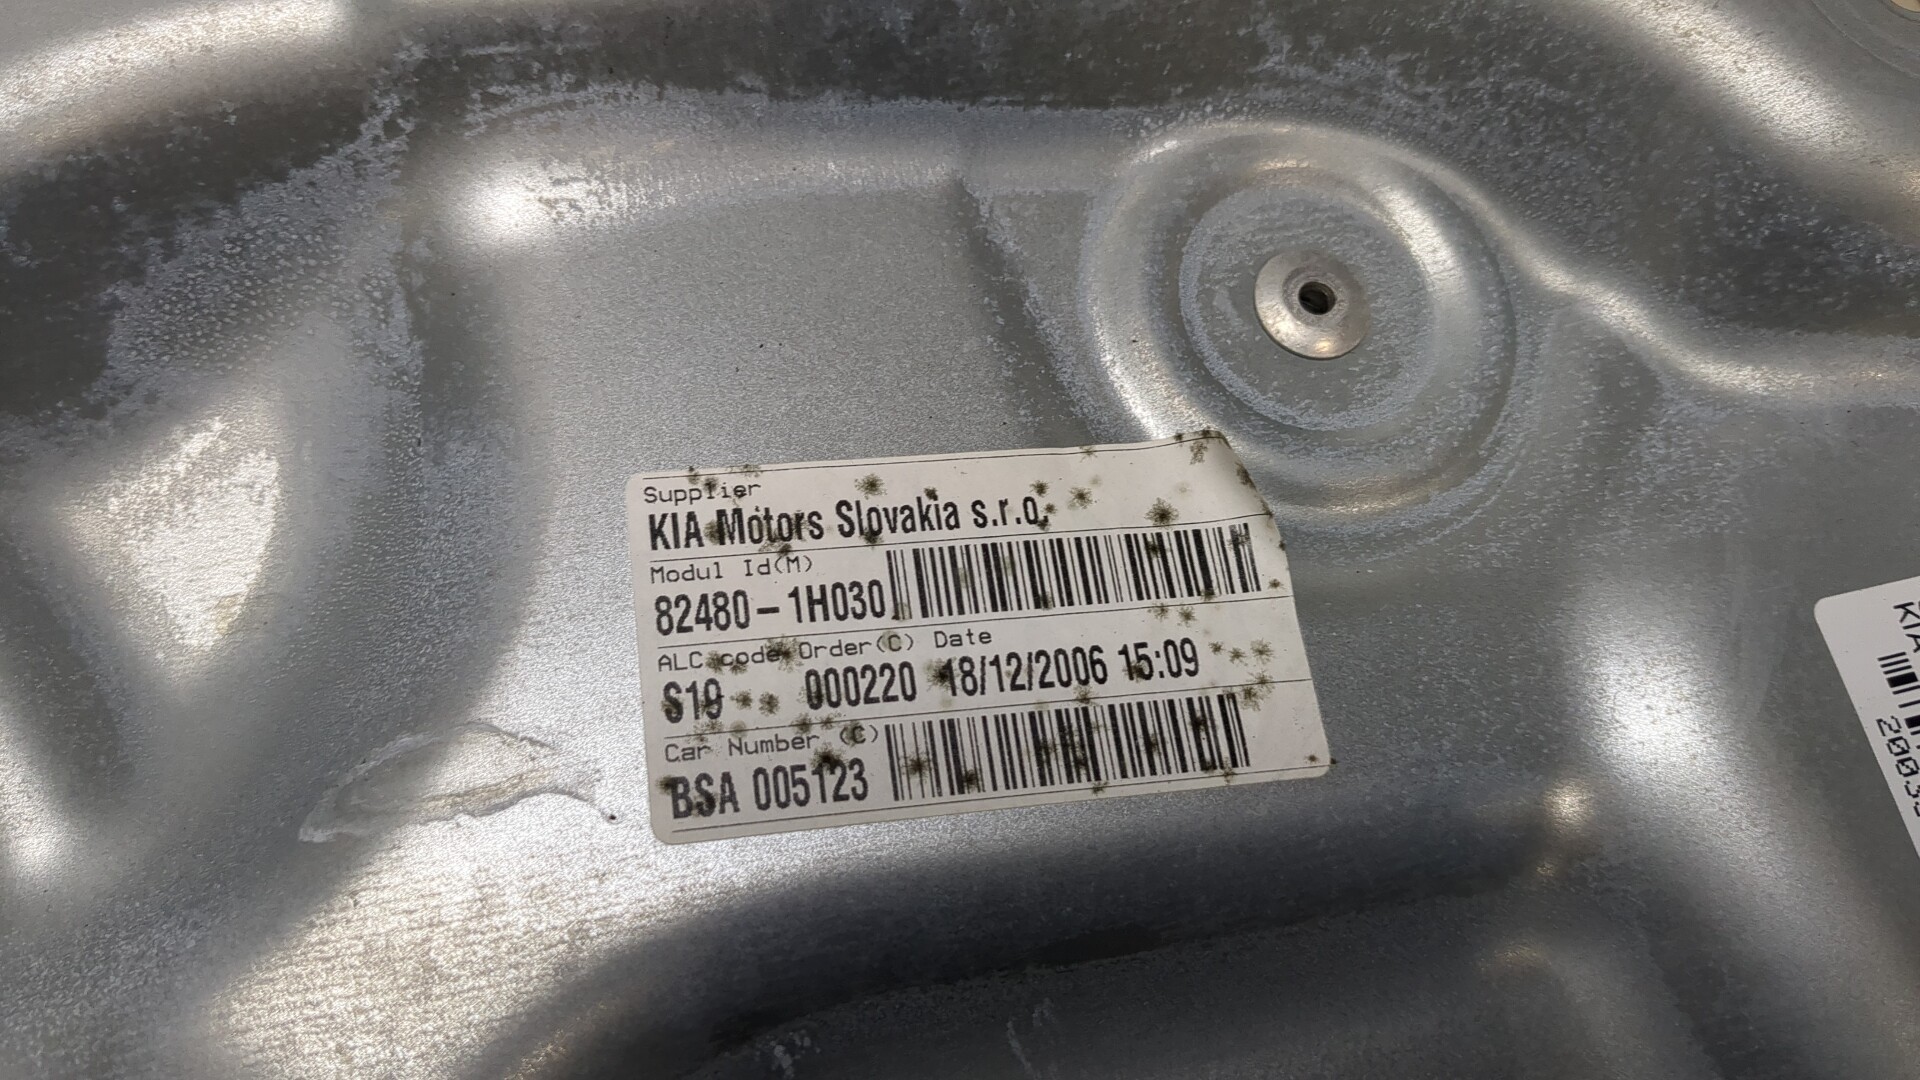 Supplier
KIA Motors Slovakia s.r.o.
Modul Id(M)
82480-1H030
ALC code Order(C) Date
S19 000220 18/12/2006 15:09
Car Number (C)
BSA 005123
KIA